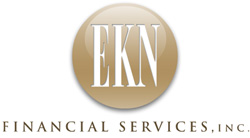 EKN
FINANCIAL SERVICES, INC.